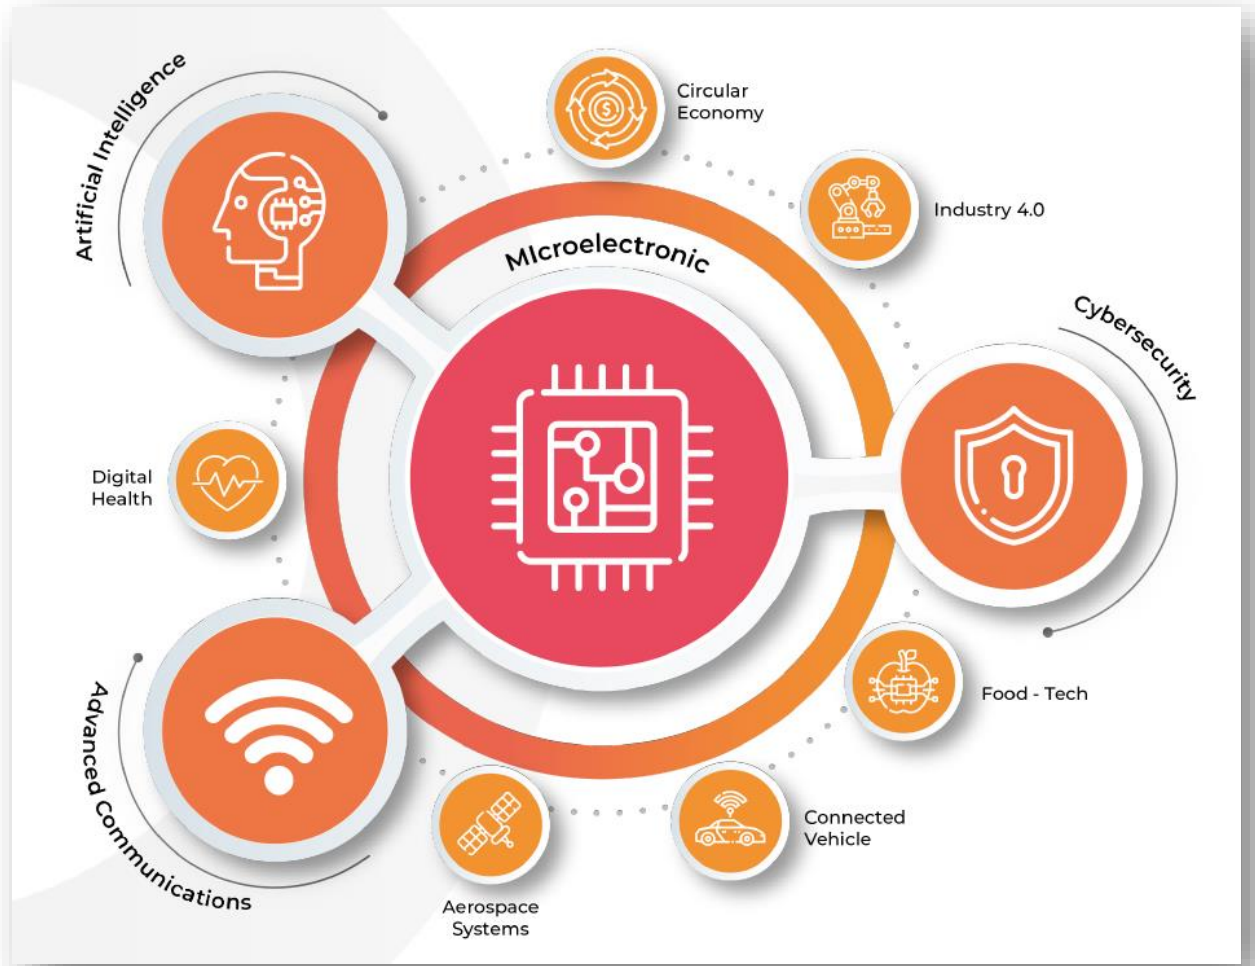 Artificial Intelligence
Circular
Economy
Industry 4.0
MIcroelectronic
Cybersecurity
$
Digital
Health
Food - Tech
Advanced Communications
Connected
Vehicle
Aerospace
Systems